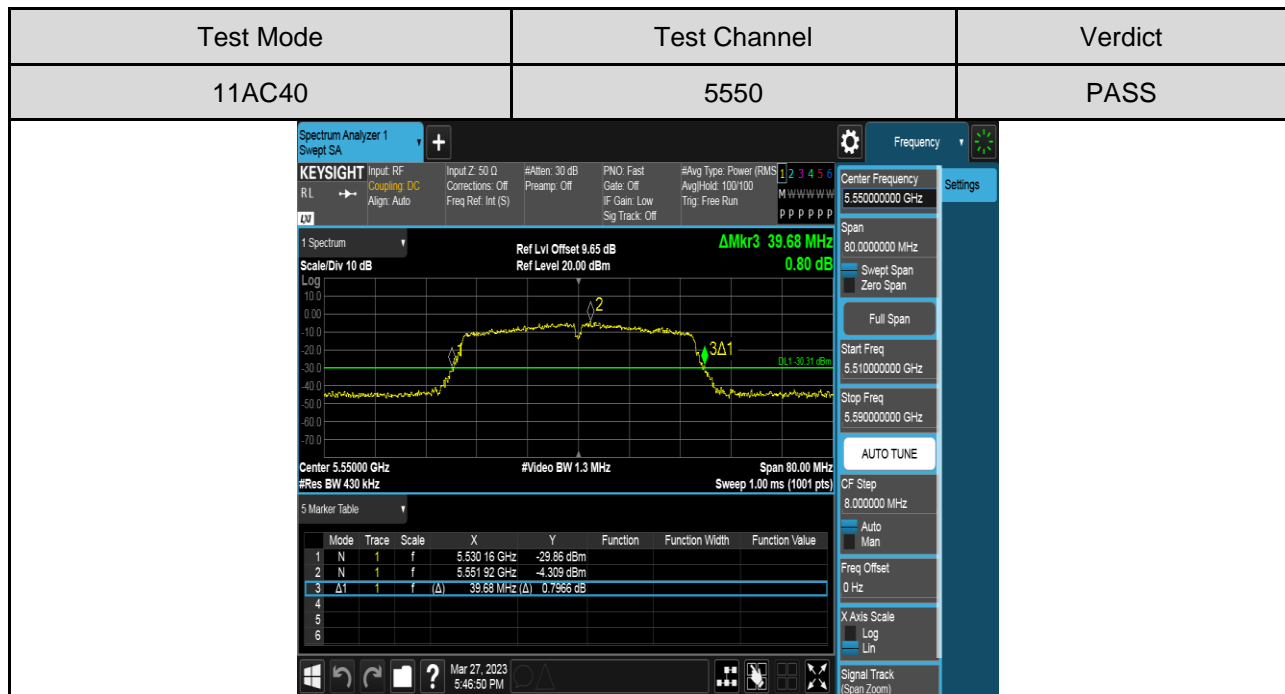 Test Mode Test Channel Verdict
11AC40 5550 PASS
Spectrum Analyzer 1
Swept SA
+
Frequency
KEYSIGHT
RL
LXI
Input: RF
Coupling: DC
Align: Auto
Input Z: 50 Ω
Corrections: Off
Freq Ref: Int (S)
#Atten: 30 dB
Preamp: Off
PNO: Fast
Gate: Off
IF Gain: Low
Sig Track: Off
#Avg Type: Power (RMS
Avg|Hold: 100/100
Trig: Free Run
1 2 3 4 5 6
M W W W W W
P P P P P P
1 Spectrum
Scale/Div 10 dB
Ref Lvl Offset 9.65 dB
Ref Level 20.00 dBm
ΔMkr3 39.68 MHz
0.80 dB
Log
10.0
0.00
-10.0
-20.0
-30.0
-40.0
-50.0
-60.0
-70.0
2
1
3Δ1
DL1 -30.31 dBm
Center 5.55000 GHz #Video BW 1.3 MHz Span 80.00 MHz
#Res BW 430 kHz Sweep 1.00 ms (1001 pts)
5 Marker Table
Mode Trace Scale X Y Function Function Width Function Value
1 N 1 f 5.530 16 GHz -29.86 dBm
2 N 1 f 5.551 92 GHz -4.309 dBm
3 Δ1 1 f (Δ) 39.68 MHz (Δ) 0.7966 dB
4
5
6
?
Mar 27, 2023
5:46:50 PM
Center Frequency
5.550000000 GHz
Settings
Span
80.0000000 MHz
Swept Span
Zero Span
Full Span
Start Freq
5.510000000 GHz
Stop Freq
5.590000000 GHz
AUTO TUNE
CF Step
8.000000 MHz
Auto
Man
Freq Offset
0 Hz
X Axis Scale
Log
Lin
Signal Track
(Span Zoom)